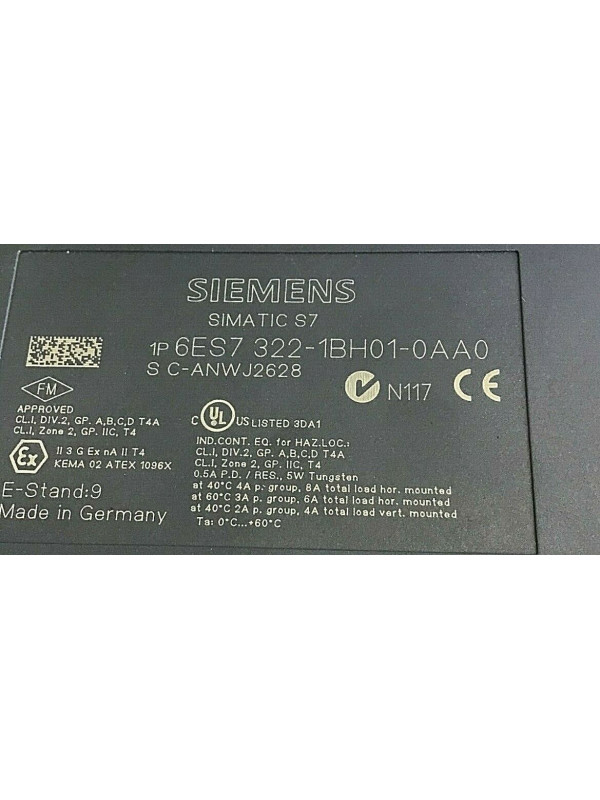 SIEMENS
SIMATIC S7
1P 6ES7 322-1BH01-0AA0
S C-ANWJ2628
N117 CE
FM
APPROVED
CL.I, DIV.2, GP. A,B,C,D T4A
CL.I, Zone 2, GP. IIC, T4
Ex
II 3 G Ex nA II T4
KEMA 02 ATEX 1096X
E-Stand:9
Made in Germany
C UL US LISTED 3DA1
IND.CONT. EQ. for HAZ.LOC.:
CL.I, DIV.2, GP. A,B,C,D T4A
CL.I, Zone 2, GP. IIC, T4
0.5A P.D. / RES., 5W Tungsten
at 40°C 4A p. group, 8A total load hor. mounted
at 60°C 3A p. group, 6A total load hor. mounted
at 40°C 2A p. group, 4A total load vert. mounted
Ta: 0°C...+60°C